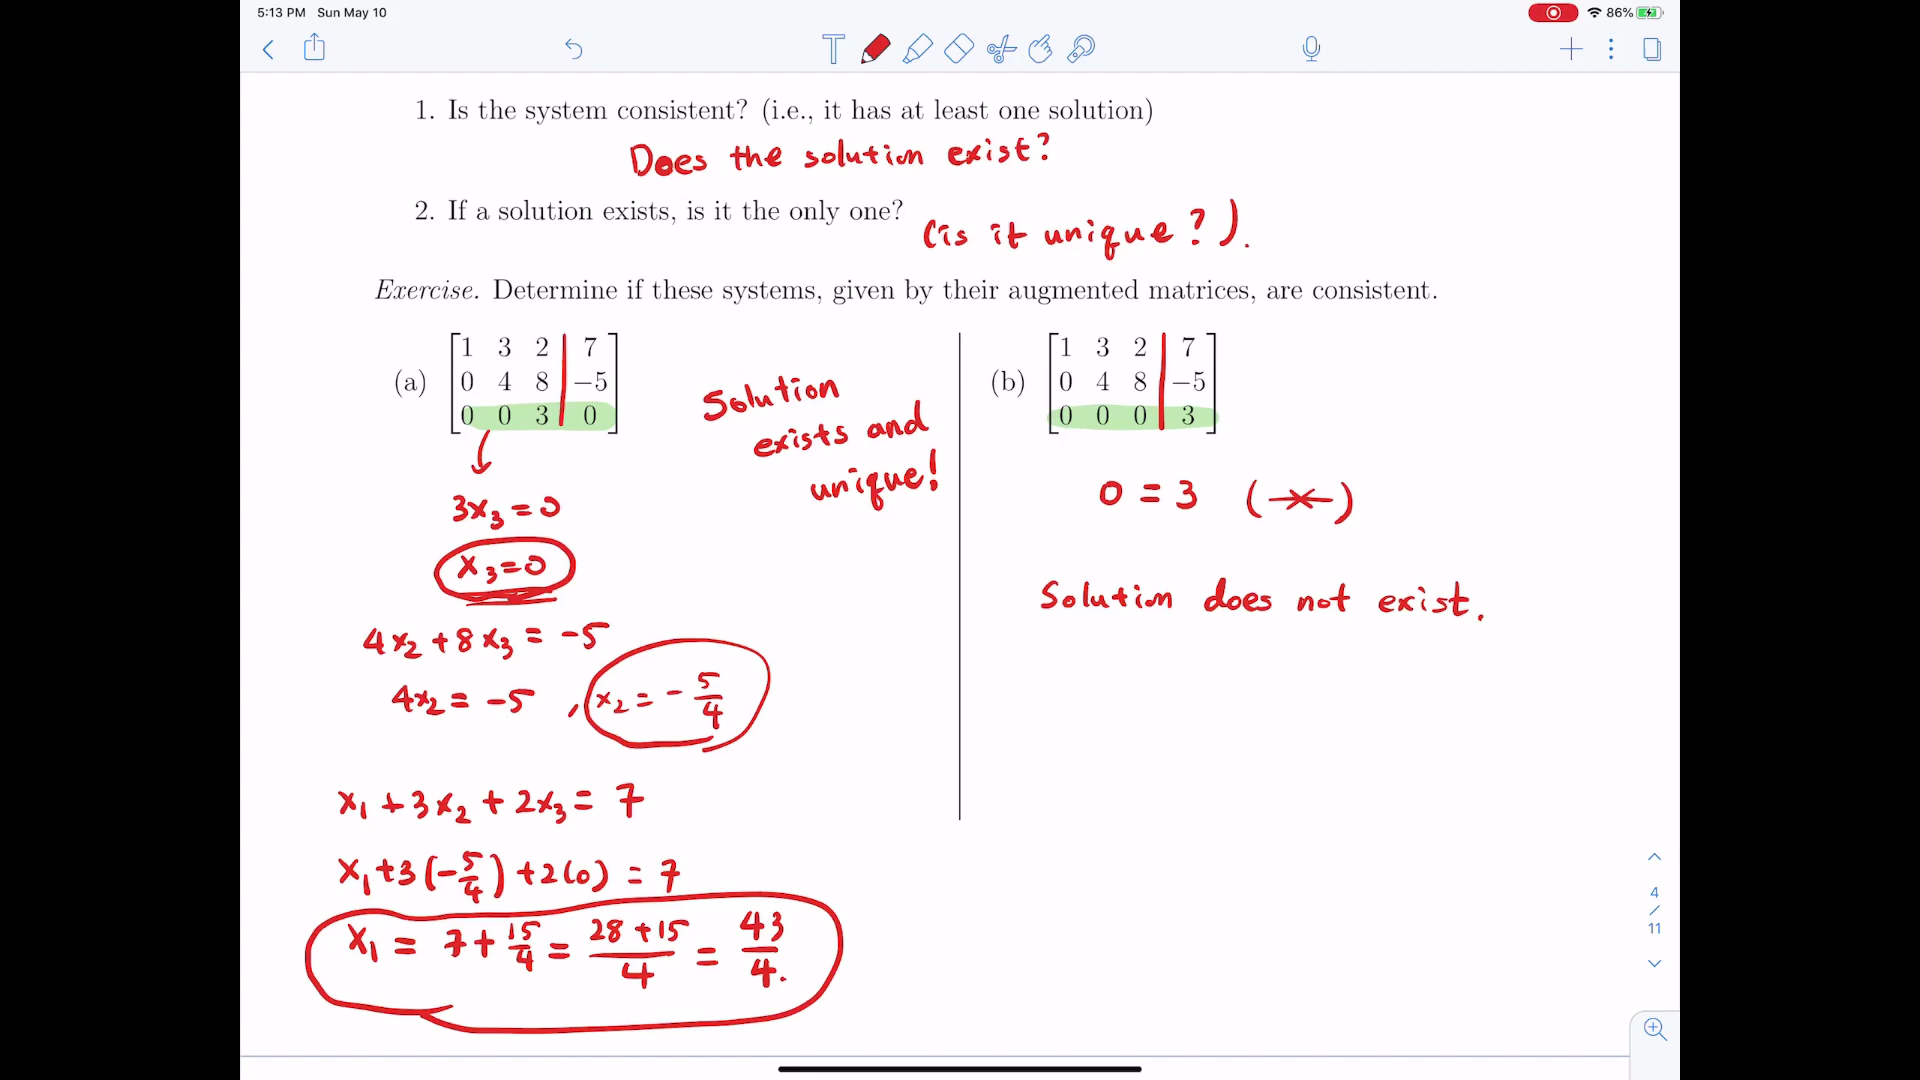 5:13 PM Sun May 10
86%
1. Is the system consistent? (i.e., it has at least one solution)
Does the solution exist?
2. If a solution exists, is it the only one?
(is it unique?).
Exercise. Determine if these systems, given by their augmented matrices, are consistent.
(a)
1 3 2 | 7
0 4 8 | −5
0 0 3 | 0
Solution
exists and
unique!
3x₃ = 0
x₃ = 0
4x₂ + 8x₃ = −5
4x₂ = −5 , x₂ = − 5/4
x₁ + 3x₂ + 2x₃ = 7
x₁ + 3(−5/4) + 2(0) = 7
x₁ = 7 + 15/4 = (28 + 15)/4 = 43/4.
(b)
1 3 2 | 7
0 4 8 | −5
0 0 0 | 3
0 = 3
Solution does not exist.
4
/
11